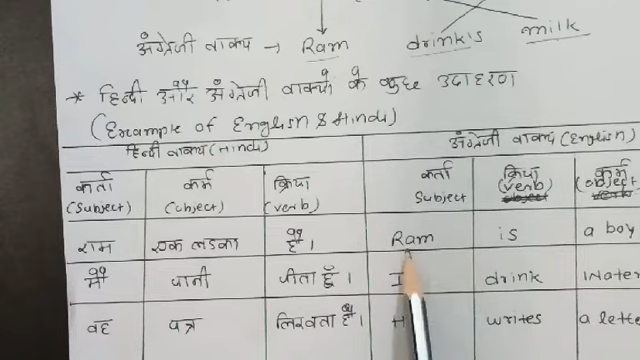 अंग्रेजी वाक्य → Ram drink's milk
* हिन्दी और अंग्रेजी वाक्यों के कुछ उदाहरण
(Example of English & Hindi)
हिन्दी वाक्य (Hindi) अंग्रेजी वाक्य (English)
कर्ता कर्म क्रिया कर्ता क्रिया कर्म
(Subject) (object) (verb) Subject (verb) (object)
राम एक लड़का है। Ram is a boy
मैं पानी पीता हूँ। I drink Water
वह पत्र लिखता है। H writes a lette